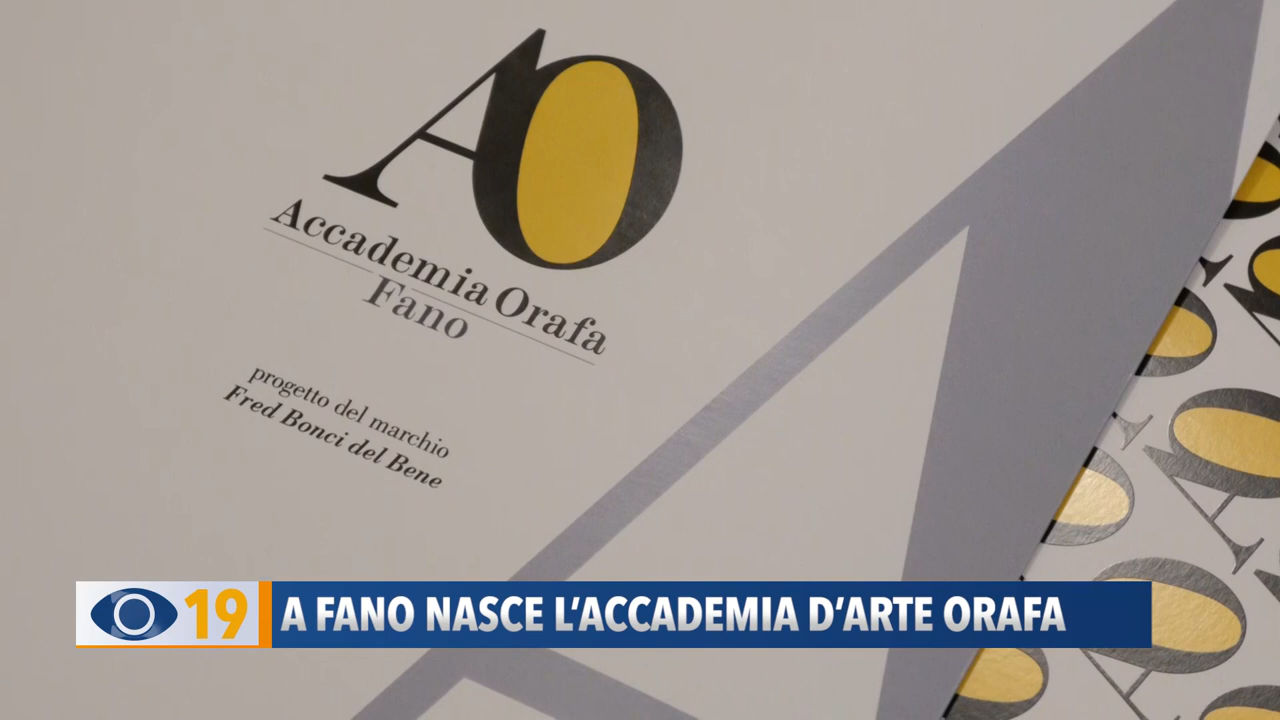 AO
Accademia Orafa
Fano
progetto del marchio
Fred Bonci del Bene
19
A FANO NASCE L'ACCADEMIA D'ARTE ORAFA